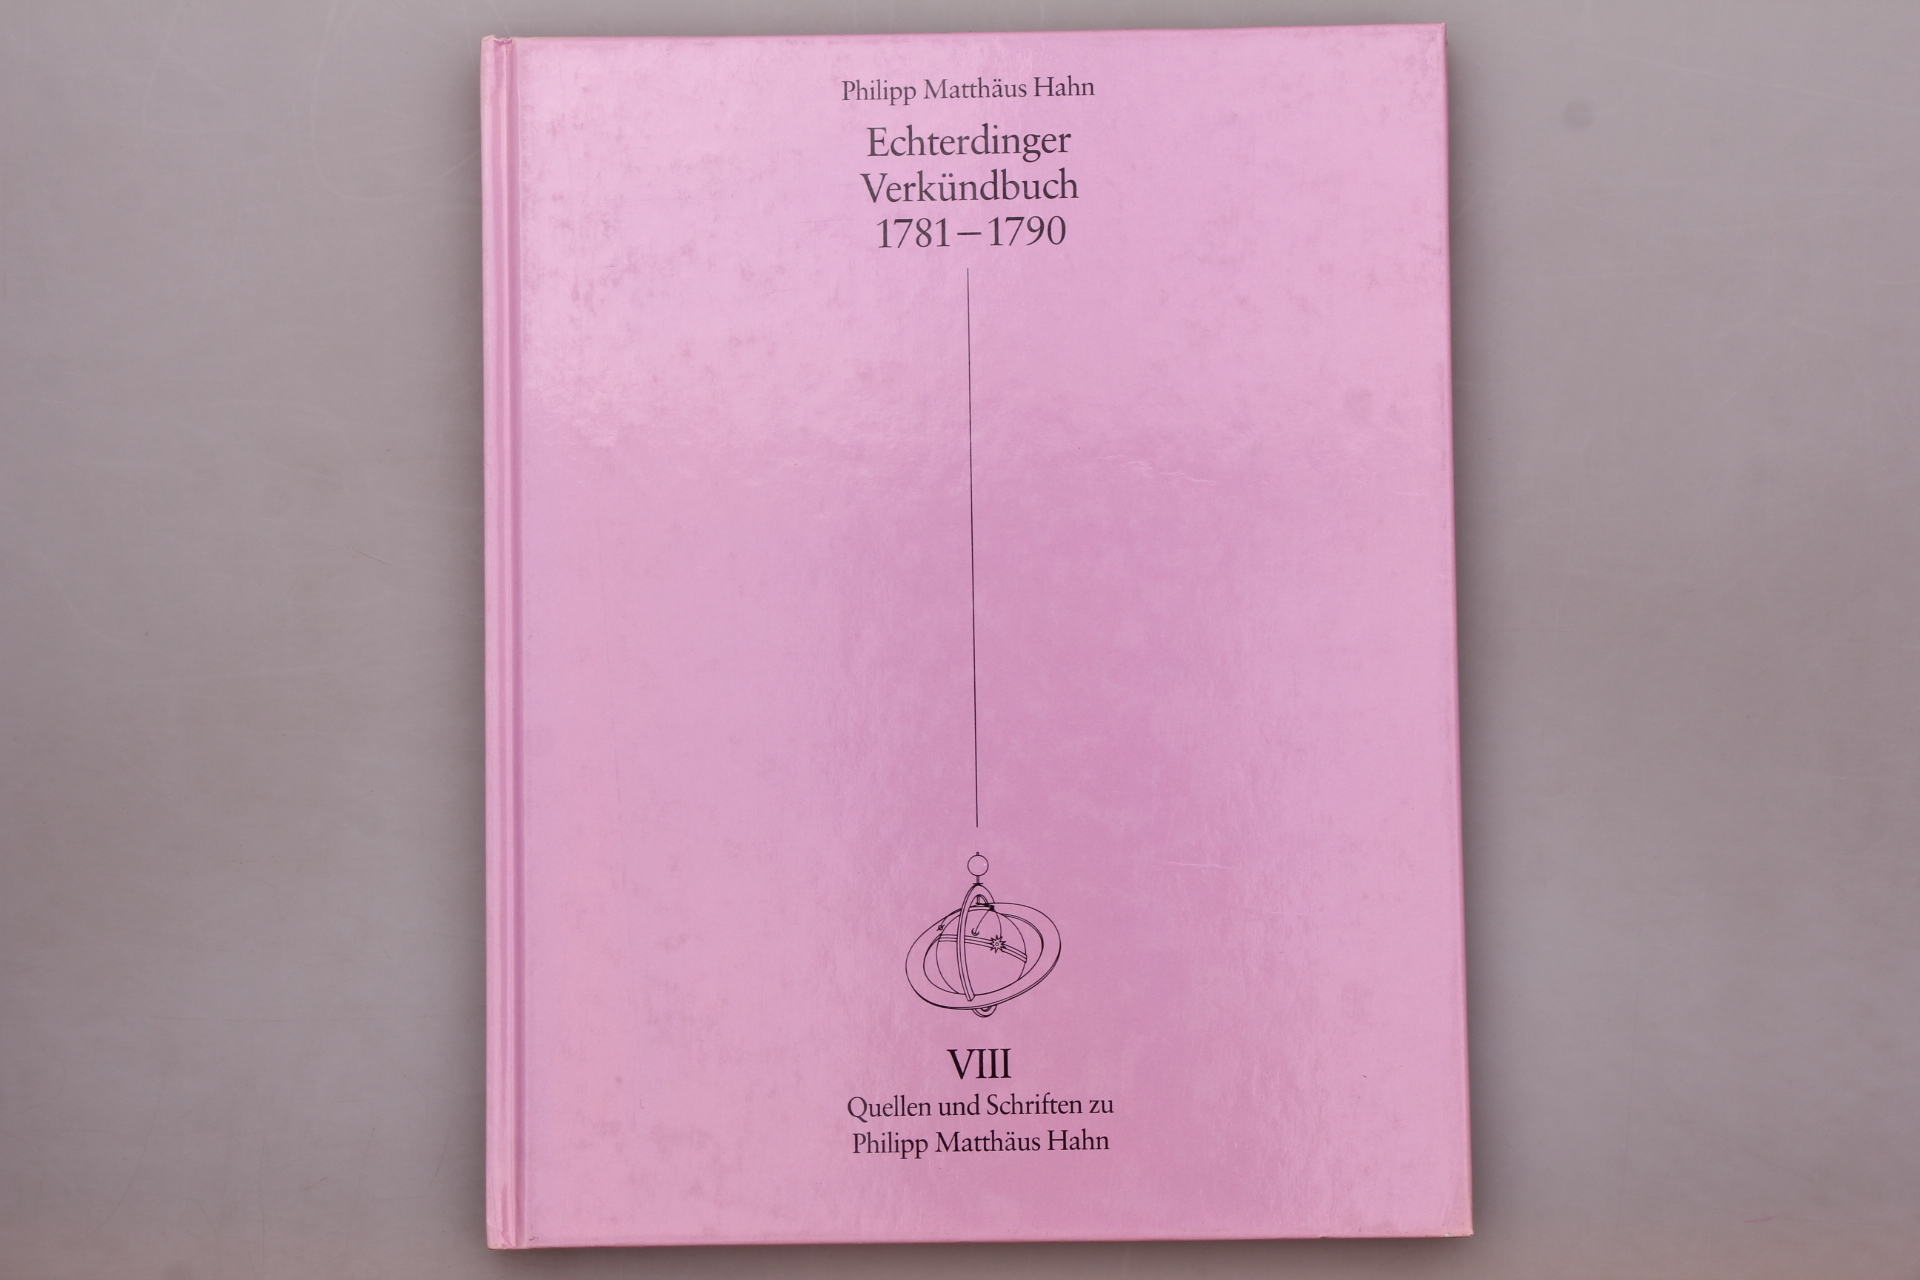 Philipp Matthäus Hahn
Echterdinger
Verkündbuch
1781–1790
VIII
Quellen und Schriften zu
Philipp Matthäus Hahn